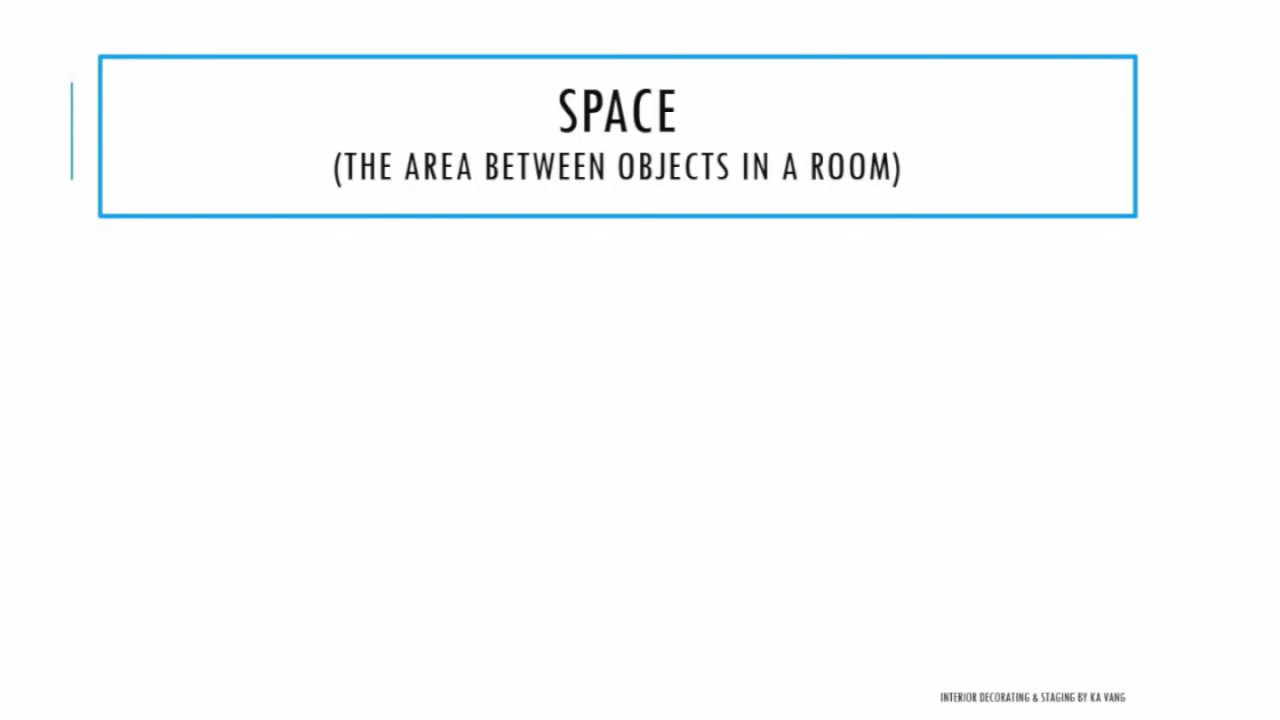 SPACE
(THE AREA BETWEEN OBJECTS IN A ROOM)
INTERIOR DECORATING & STAGING BY KA VANG